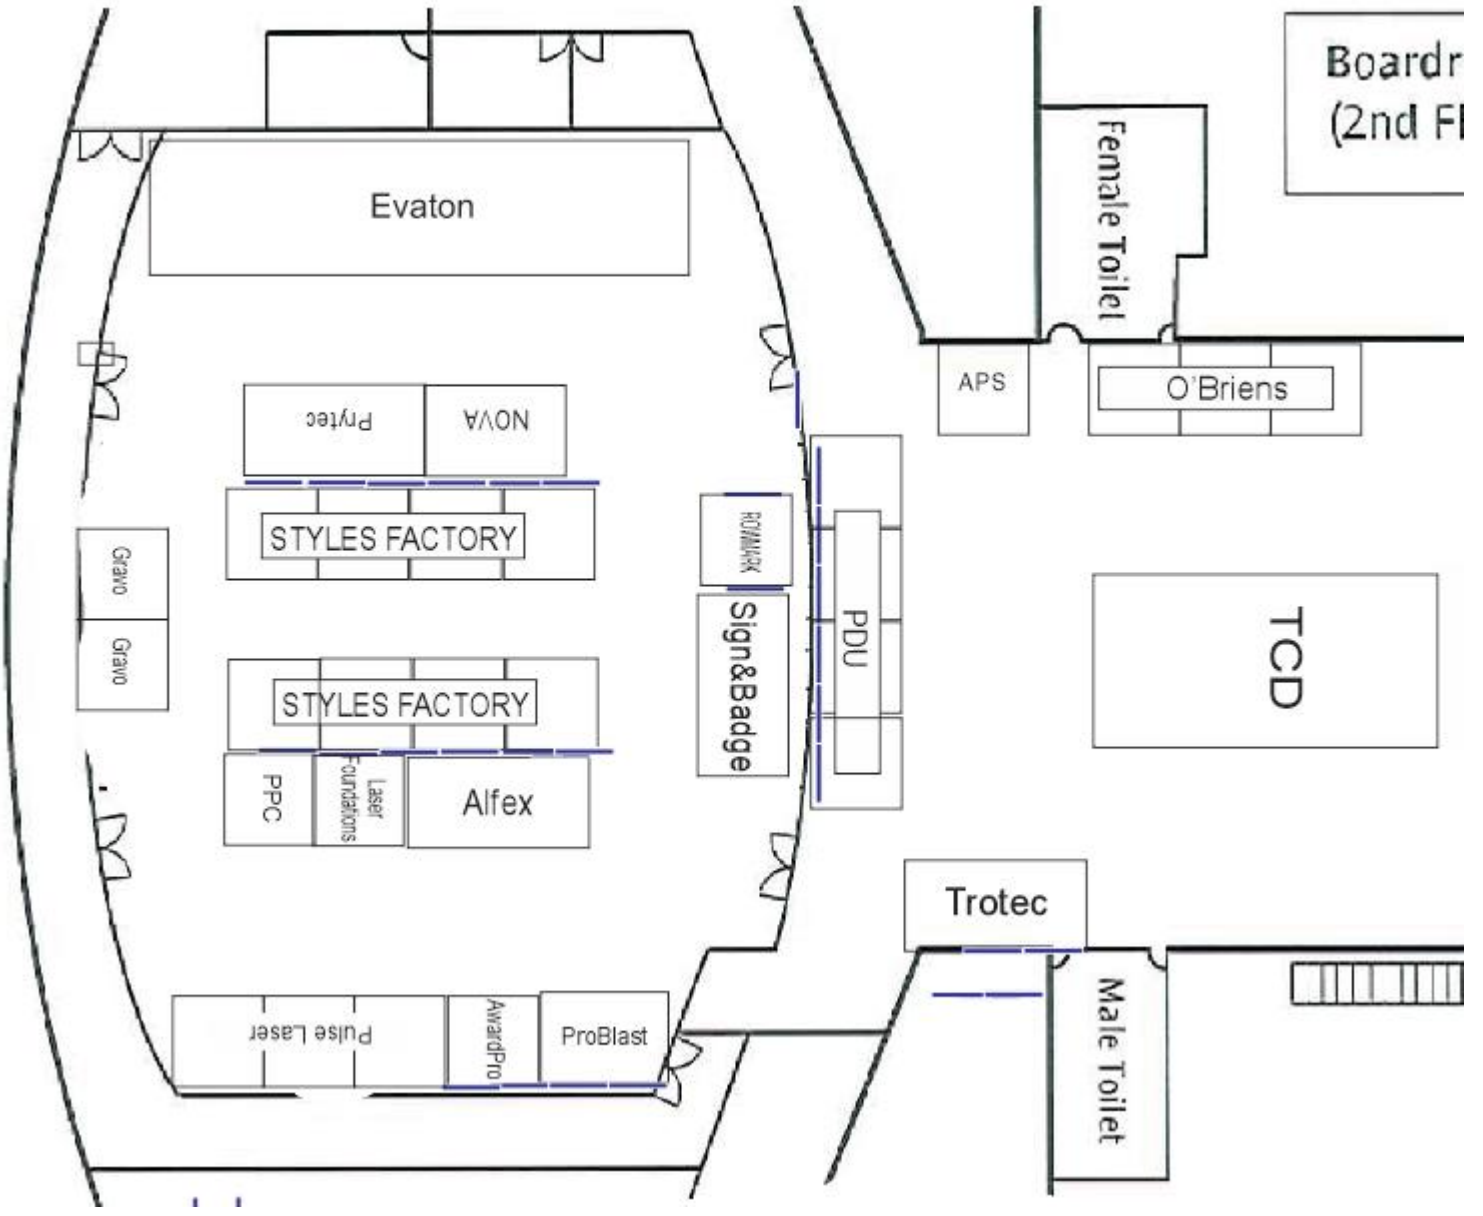 Boardr
(2nd Fl
Female Toilet
Evaton
APS
O'Briens
Prytec
NOVA
STYLES FACTORY
ROWMARK
Gravo
Gravo
Sign&Badge
PDU
TCD
STYLES FACTORY
PPC
Laser
Foundations
Alfex
Trotec
Pulse Laser
AwardPro
ProBlast
Male Toilet